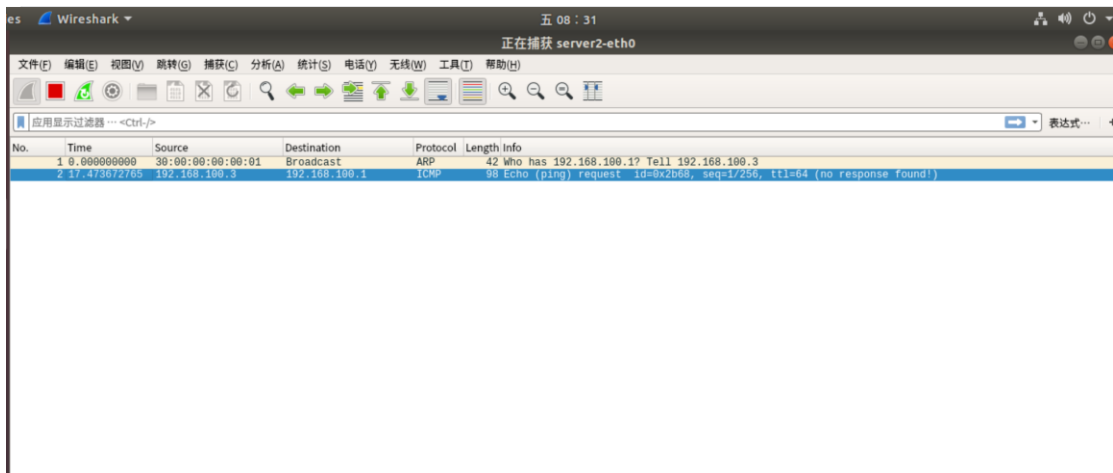 es Wireshark 五 08：31
正在捕获 server2-eth0
文件(F) 编辑(E) 视图(V) 跳转(G) 捕获(C) 分析(A) 统计(S) 电话(Y) 无线(W) 工具(T) 帮助(H)
应用显示过滤器 … <Ctrl-/> 表达式… +
No. Time Source Destination Protocol Length Info
1 0.000000000 30:00:00:00:00:01 Broadcast ARP 42 Who has 192.168.100.1? Tell 192.168.100.3
2 17.473672765 192.168.100.3 192.168.100.1 ICMP 98 Echo (ping) request id=0x2b68, seq=1/256, ttl=64 (no response found!)